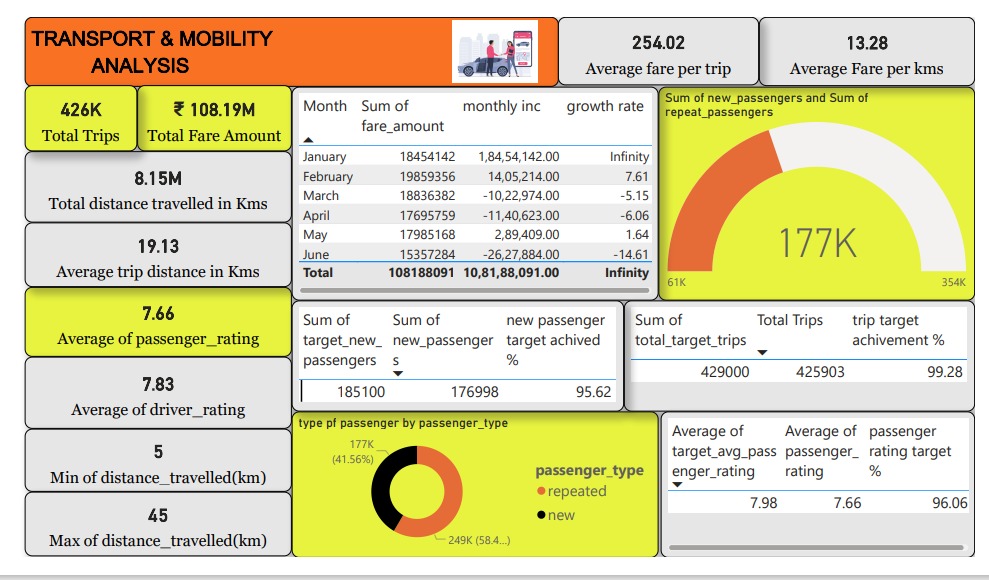 TRANSPORT & MOBILITY
ANALYSIS
254.02
Average fare per trip
13.28
Average Fare per kms
426K
Total Trips
₹ 108.19M
Total Fare Amount
8.15M
Total distance travelled in Kms
19.13
Average trip distance in Kms
7.66
Average of passenger_rating
7.83
Average of driver_rating
5
Min of distance_travelled(km)
45
Max of distance_travelled(km)
Month Sum of fare_amount monthly inc growth rate
January 18454142 1,84,54,142.00 Infinity
February 19859356 14,05,214.00 7.61
March 18836382 -10,22,974.00 -5.15
April 17695759 -11,40,623.00 -6.06
May 17985168 2,89,409.00 1.64
June 15357284 -26,27,884.00 -14.61
Total 108188091 10,81,88,091.00 Infinity
Sum of new_passengers and Sum of
repeat_passengers
177K
61K
354K
Sum of target_new_passengers Sum of new_passengers new passenger target achived %
185100 176998 95.62
Sum of total_target_trips Total Trips trip target achivement %
429000 425903 99.28
type pf passenger by passenger_type
177K
(41.56%)
249K (58.4...)
passenger_type
repeated
new
Average of target_avg_passenger_rating Average of passenger_rating passenger rating target %
7.98 7.66 96.06